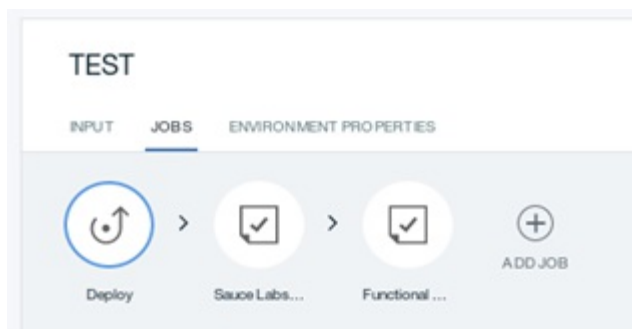 TEST
INPUT JOBS ENVIRONMENT PROPERTIES
ADD JOB
Deploy Sauce Labs... Functional ...